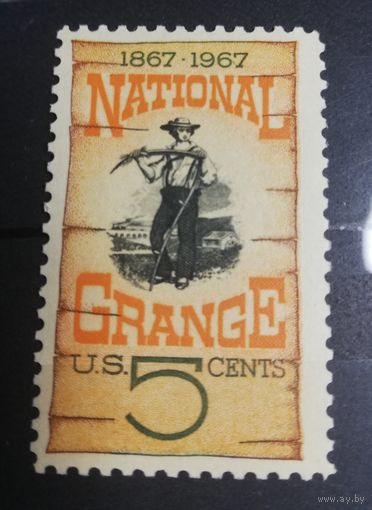 1867 · 1967
NATIONAL
GRANGE
U.S. 5 CENTS
www.ay.by